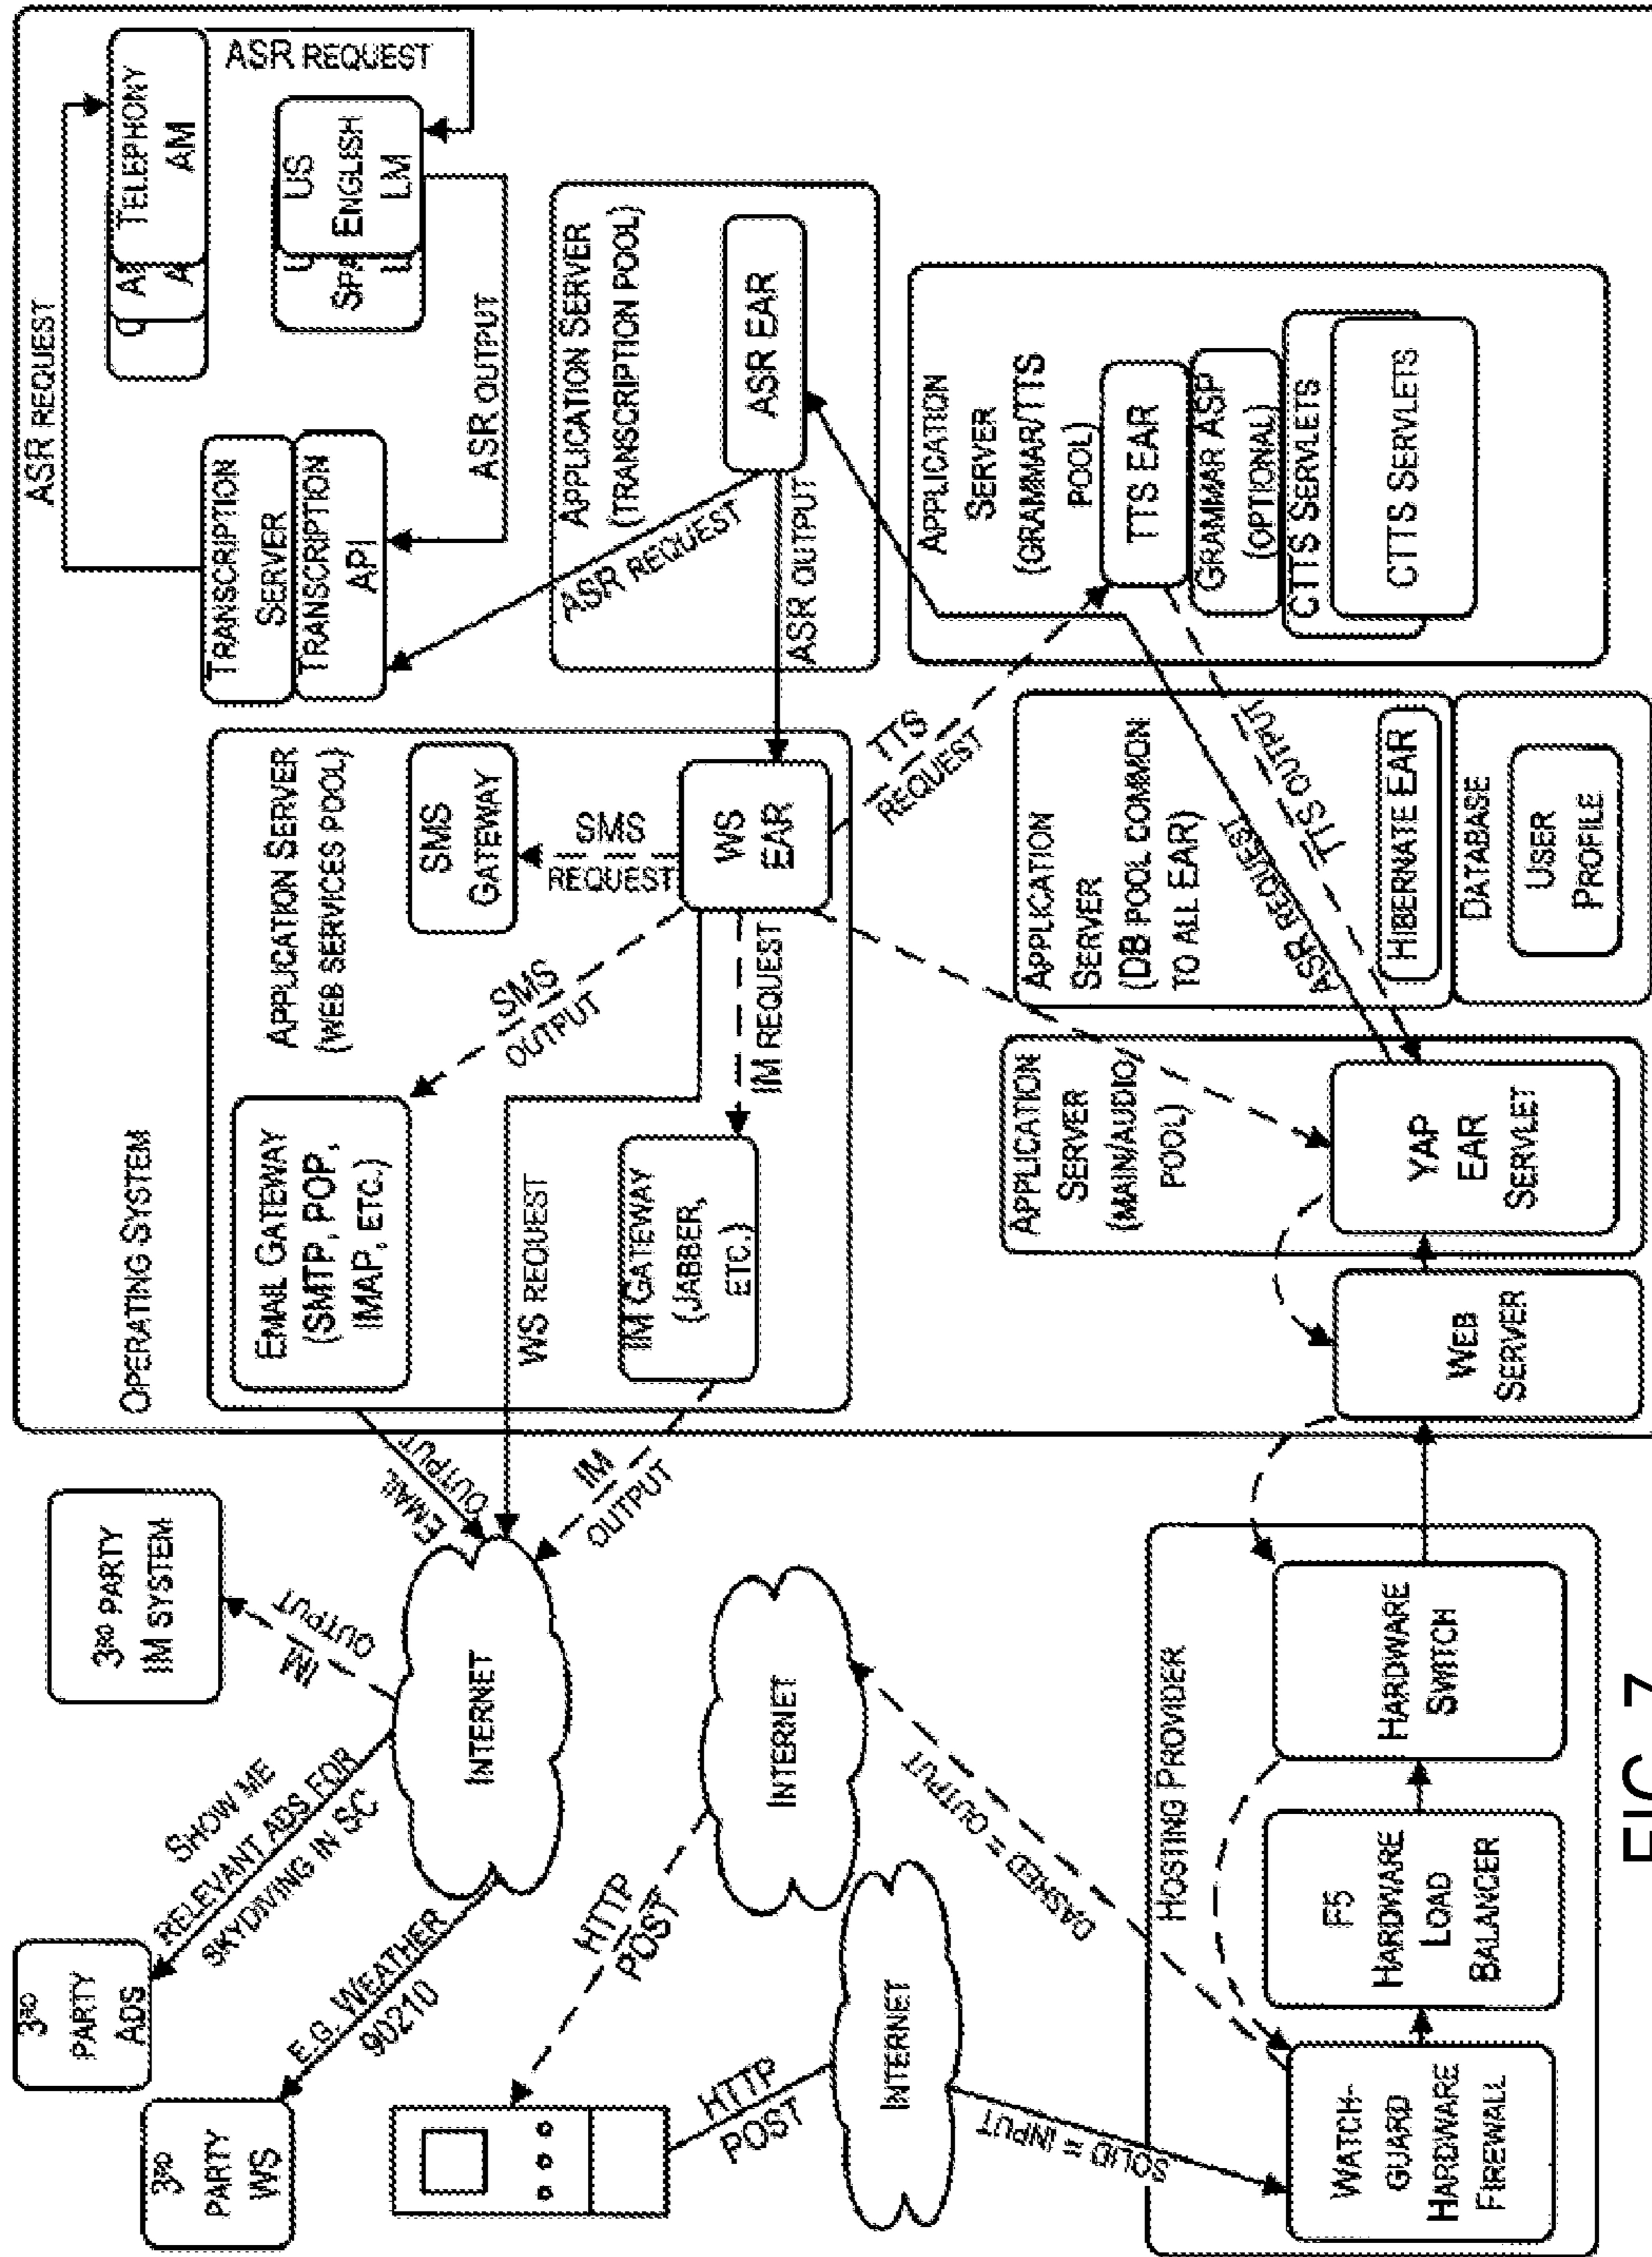 3RD
PARTY
ADS
3RD
PARTY
WS
SHOW ME
RELEVANT ADS FOR
SKYDIVING IN SC
E.G. WEATHER
90210
3RD PARTY
IM SYSTEM
IM
OUTPUT
INTERNET
EMAIL
OUTPUT
IM
OUTPUT
HTTP
POST
HTTP
POST
INTERNET
INTERNET
SOLID = INPUT
DASHED = OUTPUT
HOSTING PROVIDER
WATCH-
GUARD
HARDWARE
FIREWALL
F5
HARDWARE
LOAD
BALANCER
HARDWARE
SWITCH
OPERATING SYSTEM
APPLICATION SERVER
(WEB SERVICES POOL)
EMAIL GATEWAY
(SMTP, POP,
IMAP, ETC.)
SMS
GATEWAY
SMS
OUTPUT
SMS
REQUEST
WS REQUEST
IM GATEWAY
(JABBER,
ETC.)
IM REQUEST
WS
EAR
ASR REQUEST
TRANSCRIPTION
SERVER
TRANSCRIPTION
API
TELEPHONY
AM
ASR REQUEST
US
ENGLISH
LM
SPA
ASR OUTPUT
APPLICATION SERVER
(TRANSCRIPTION POOL)
ASR EAR
ASR REQUEST
ASR OUTPUT
TTS
REQUEST
WEB
SERVER
APPLICATION
SERVER
(MAIN/AUDIO/
POOL)
YAP
EAR
SERVLET
APPLICATION
SERVER
(DB POOL COMMON
TO ALL EAR)
ASR REQUEST
TTS OUTPUT
HIBERNATE EAR
DATABASE
USER
PROFILE
APPLICATION
SERVER
(GRAMMAR/TTS
POOL)
TTS EAR
GRAMMAR ASP
(OPTIONAL)
CTTS SERVLETS
CTTS SERVLETS